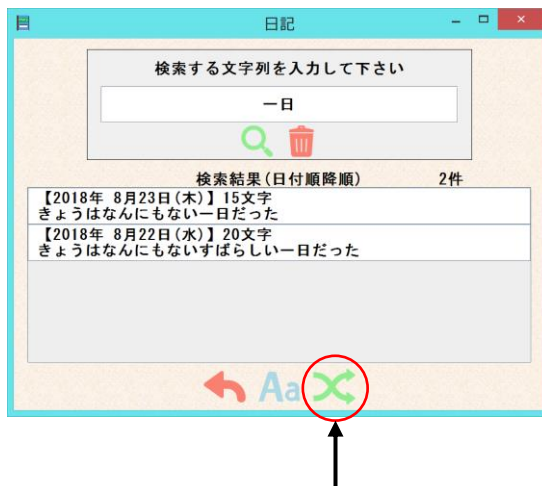 日記
検索する文字列を入力して下さい
一日
検索結果(日付順降順) 2件
【2018年 8月23日(木)】15文字
きょうはなんにもない一日だった
【2018年 8月22日(水)】20文字
きょうはなんにもないすばらしい一日だった
Aa